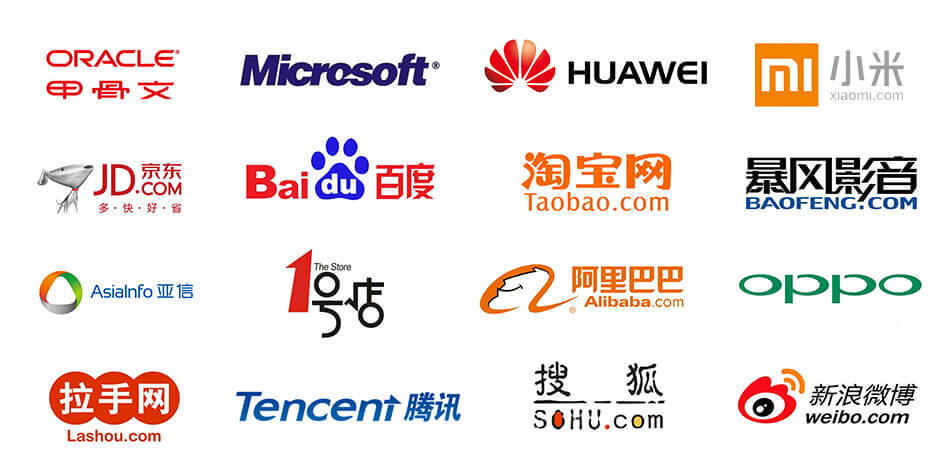 ORACLE®
甲骨文
Microsoft®
HUAWEI
mi 小米
xiaomi.com
JD.京东
.COM
多·快·好·省
Bai du 百度
淘宝网
Taobao.com
暴风影音
BAOFENG.COM
AsiaInfo 亚信
The Store
1号店
阿里巴巴
®
Alibaba.com
oppo
拉手网
Lashou.com
Tencent 腾讯
搜狐
SOHU.com
新浪微博
weibo.com